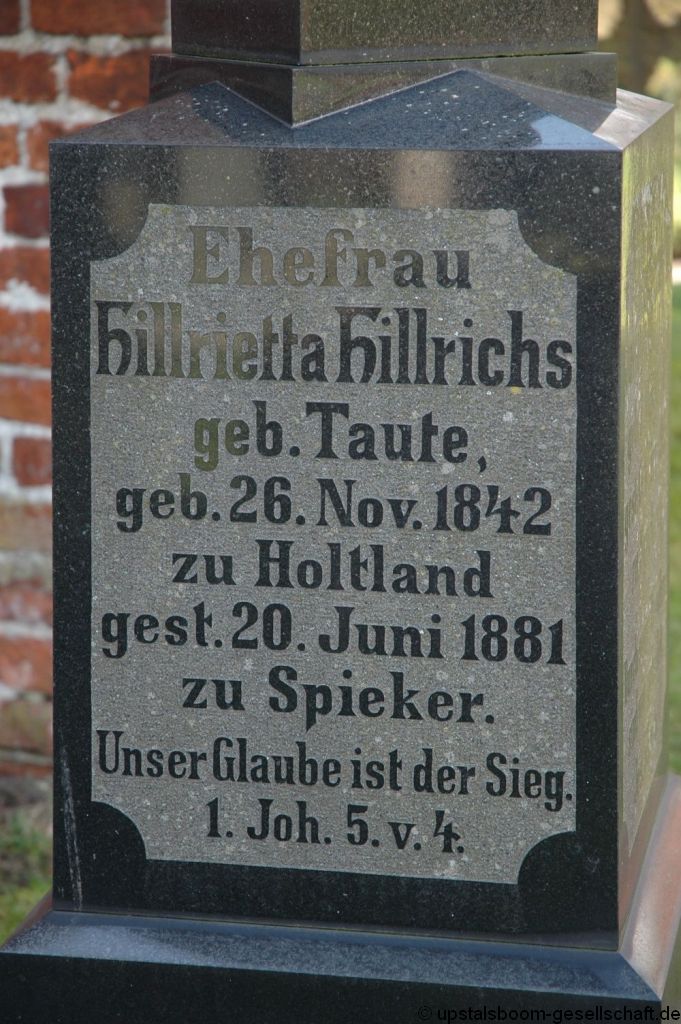 Ehefrau
Hillrietta Hillrichs
geb. Taute,
geb. 26. Nov. 1842
zu Holtland
gest. 20. Juni 1881
zu Spieker.
Unser Glaube ist der Sieg.
1. Joh. 5. v. 4.
© upstalsboom-gesellschaft.de